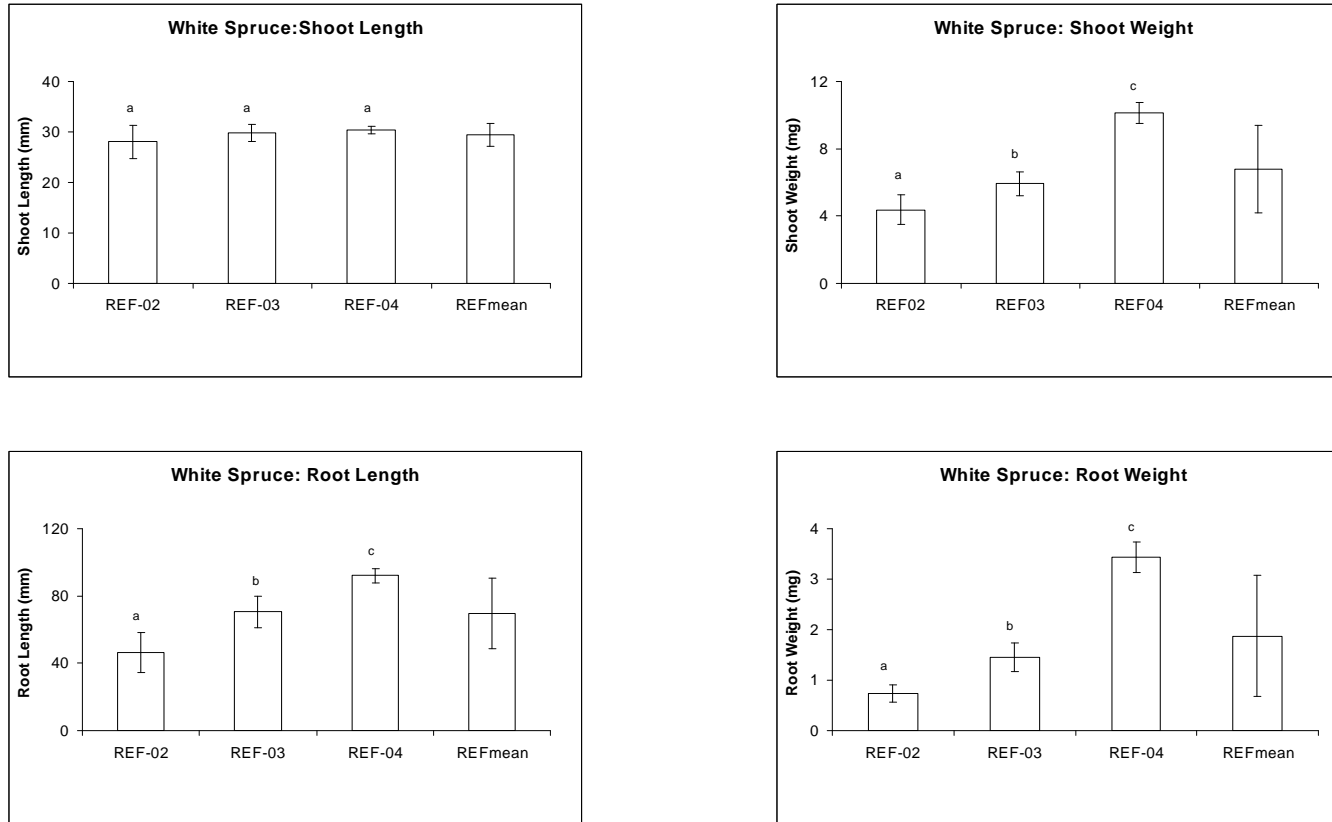 White Spruce:Shoot Length
Shoot Length (mm)
40
30
20
10
0
a
a
a
REF-02
REF-03
REF-04
REFmean
White Spruce: Shoot Weight
Shoot Weight (mg)
12
8
4
0
a
b
c
REF02
REF03
REF04
REFmean
White Spruce: Root Length
Root Length (mm)
120
80
40
0
a
b
c
REF-02
REF-03
REF-04
REFmean
White Spruce: Root Weight
Root Weight (mg)
4
3
2
1
0
a
b
c
REF-02
REF-03
REF-04
REFmean